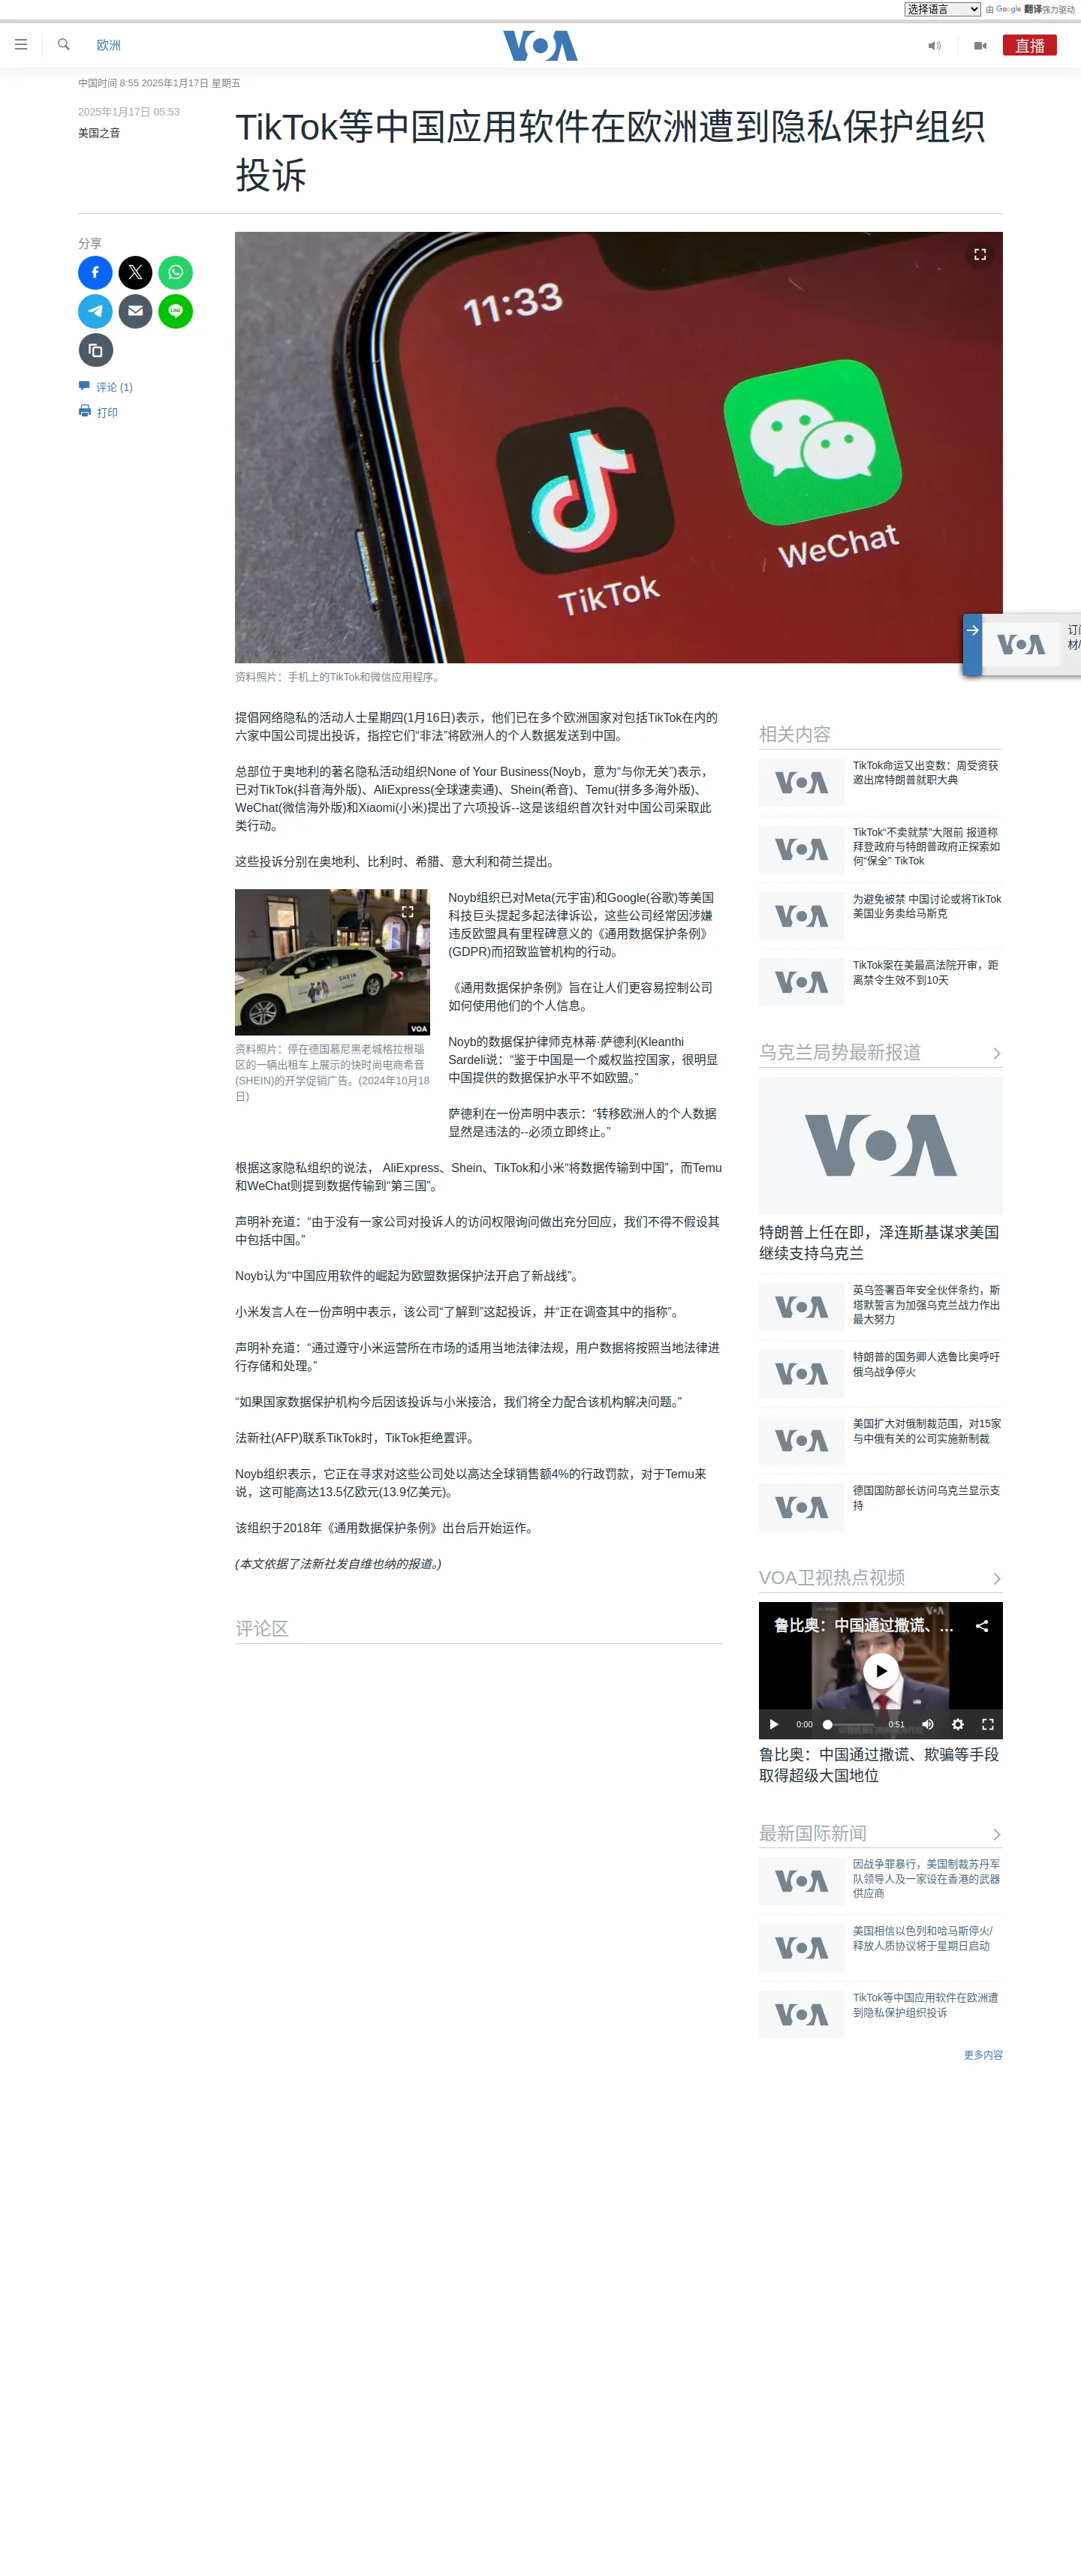 选择语言
由 Google 翻译强力驱动
欧洲
VOA
直播
中国时间 8:55 2025年1月17日 星期五
2025年1月17日 05:53
美国之音
TikTok等中国应用软件在欧洲遭到隐私保护组织
投诉
分享
LINE
评论 (1)
打印
11:33
TikTok
WeChat
VOA
订阅
资料照片：手机上的TikTok和微信应用程序。
提倡网络隐私的活动人士星期四(1月16日)表示，他们已在多个欧洲国家对包括TikTok在内的
六家中国公司提出投诉，指控它们“非法”将欧洲人的个人数据发送到中国。
总部位于奥地利的著名隐私活动组织None of Your Business(Noyb，意为“与你无关”)表示，
已对TikTok(抖音海外版)、AliExpress(全球速卖通)、Shein(希音)、Temu(拼多多海外版)、
WeChat(微信海外版)和Xiaomi(小米)提出了六项投诉--这是该组织首次针对中国公司采取此
类行动。
这些投诉分别在奥地利、比利时、希腊、意大利和荷兰提出。
SHEIN
VOA
资料照片：停在德国慕尼黑老城格拉根瑙
区的一辆出租车上展示的快时尚电商希音
(SHEIN)的开学促销广告。(2024年10月18
日)
Noyb组织已对Meta(元宇宙)和Google(谷歌)等美国
科技巨头提起多起法律诉讼，这些公司经常因涉嫌
违反欧盟具有里程碑意义的《通用数据保护条例》
(GDPR)而招致监管机构的行动。
《通用数据保护条例》旨在让人们更容易控制公司
如何使用他们的个人信息。
Noyb的数据保护律师克林蒂·萨德利(Kleanthi
Sardeli说：“鉴于中国是一个威权监控国家，很明显
中国提供的数据保护水平不如欧盟。”
萨德利在一份声明中表示：“转移欧洲人的个人数据
显然是违法的--必须立即终止。”
根据这家隐私组织的说法， AliExpress、Shein、TikTok和小米“将数据传输到中国”，而Temu
和WeChat则提到数据传输到“第三国”。
声明补充道：“由于没有一家公司对投诉人的访问权限询问做出充分回应，我们不得不假设其
中包括中国。”
Noyb认为“中国应用软件的崛起为欧盟数据保护法开启了新战线”。
小米发言人在一份声明中表示，该公司“了解到”这起投诉，并“正在调查其中的指称”。
声明补充道：“通过遵守小米运营所在市场的适用当地法律法规，用户数据将按照当地法律进
行存储和处理。”
“如果国家数据保护机构今后因该投诉与小米接洽，我们将全力配合该机构解决问题。”
法新社(AFP)联系TikTok时，TikTok拒绝置评。
Noyb组织表示，它正在寻求对这些公司处以高达全球销售额4%的行政罚款，对于Temu来
说，这可能高达13.5亿欧元(13.9亿美元)。
该组织于2018年《通用数据保护条例》出台后开始运作。
(本文依据了法新社发自维也纳的报道。)
评论区
相关内容
VOA
TikTok命运又出变数：周受资获
邀出席特朗普就职大典
VOA
TikTok“不卖就禁”大限前 报道称
拜登政府与特朗普政府正探索如
何“保全” TikTok
VOA
为避免被禁 中国讨论或将TikTok
美国业务卖给马斯克
VOA
TikTok案在美最高法院开审，距
离禁令生效不到10天
乌克兰局势最新报道
VOA
特朗普上任在即，泽连斯基谋求美国
继续支持乌克兰
VOA
英乌签署百年安全伙伴条约，斯
塔默誓言为加强乌克兰战力作出
最大努力
VOA
特朗普的国务卿人选鲁比奥呼吁
俄乌战争停火
VOA
美国扩大对俄制裁范围，对15家
与中俄有关的公司实施新制裁
VOA
德国国防部长访问乌克兰显示支
持
VOA卫视热点视频
VOA
鲁比奥：中国通过撒谎、...
0:00
0:51
鲁比奥：中国通过撒谎、欺骗等手段
取得超级大国地位
最新国际新闻
VOA
因战争罪暴行，美国制裁苏丹军
队领导人及一家设在香港的武器
供应商
VOA
美国相信以色列和哈马斯停火/
释放人质协议将于星期日启动
VOA
TikTok等中国应用软件在欧洲遭
到隐私保护组织投诉
更多内容